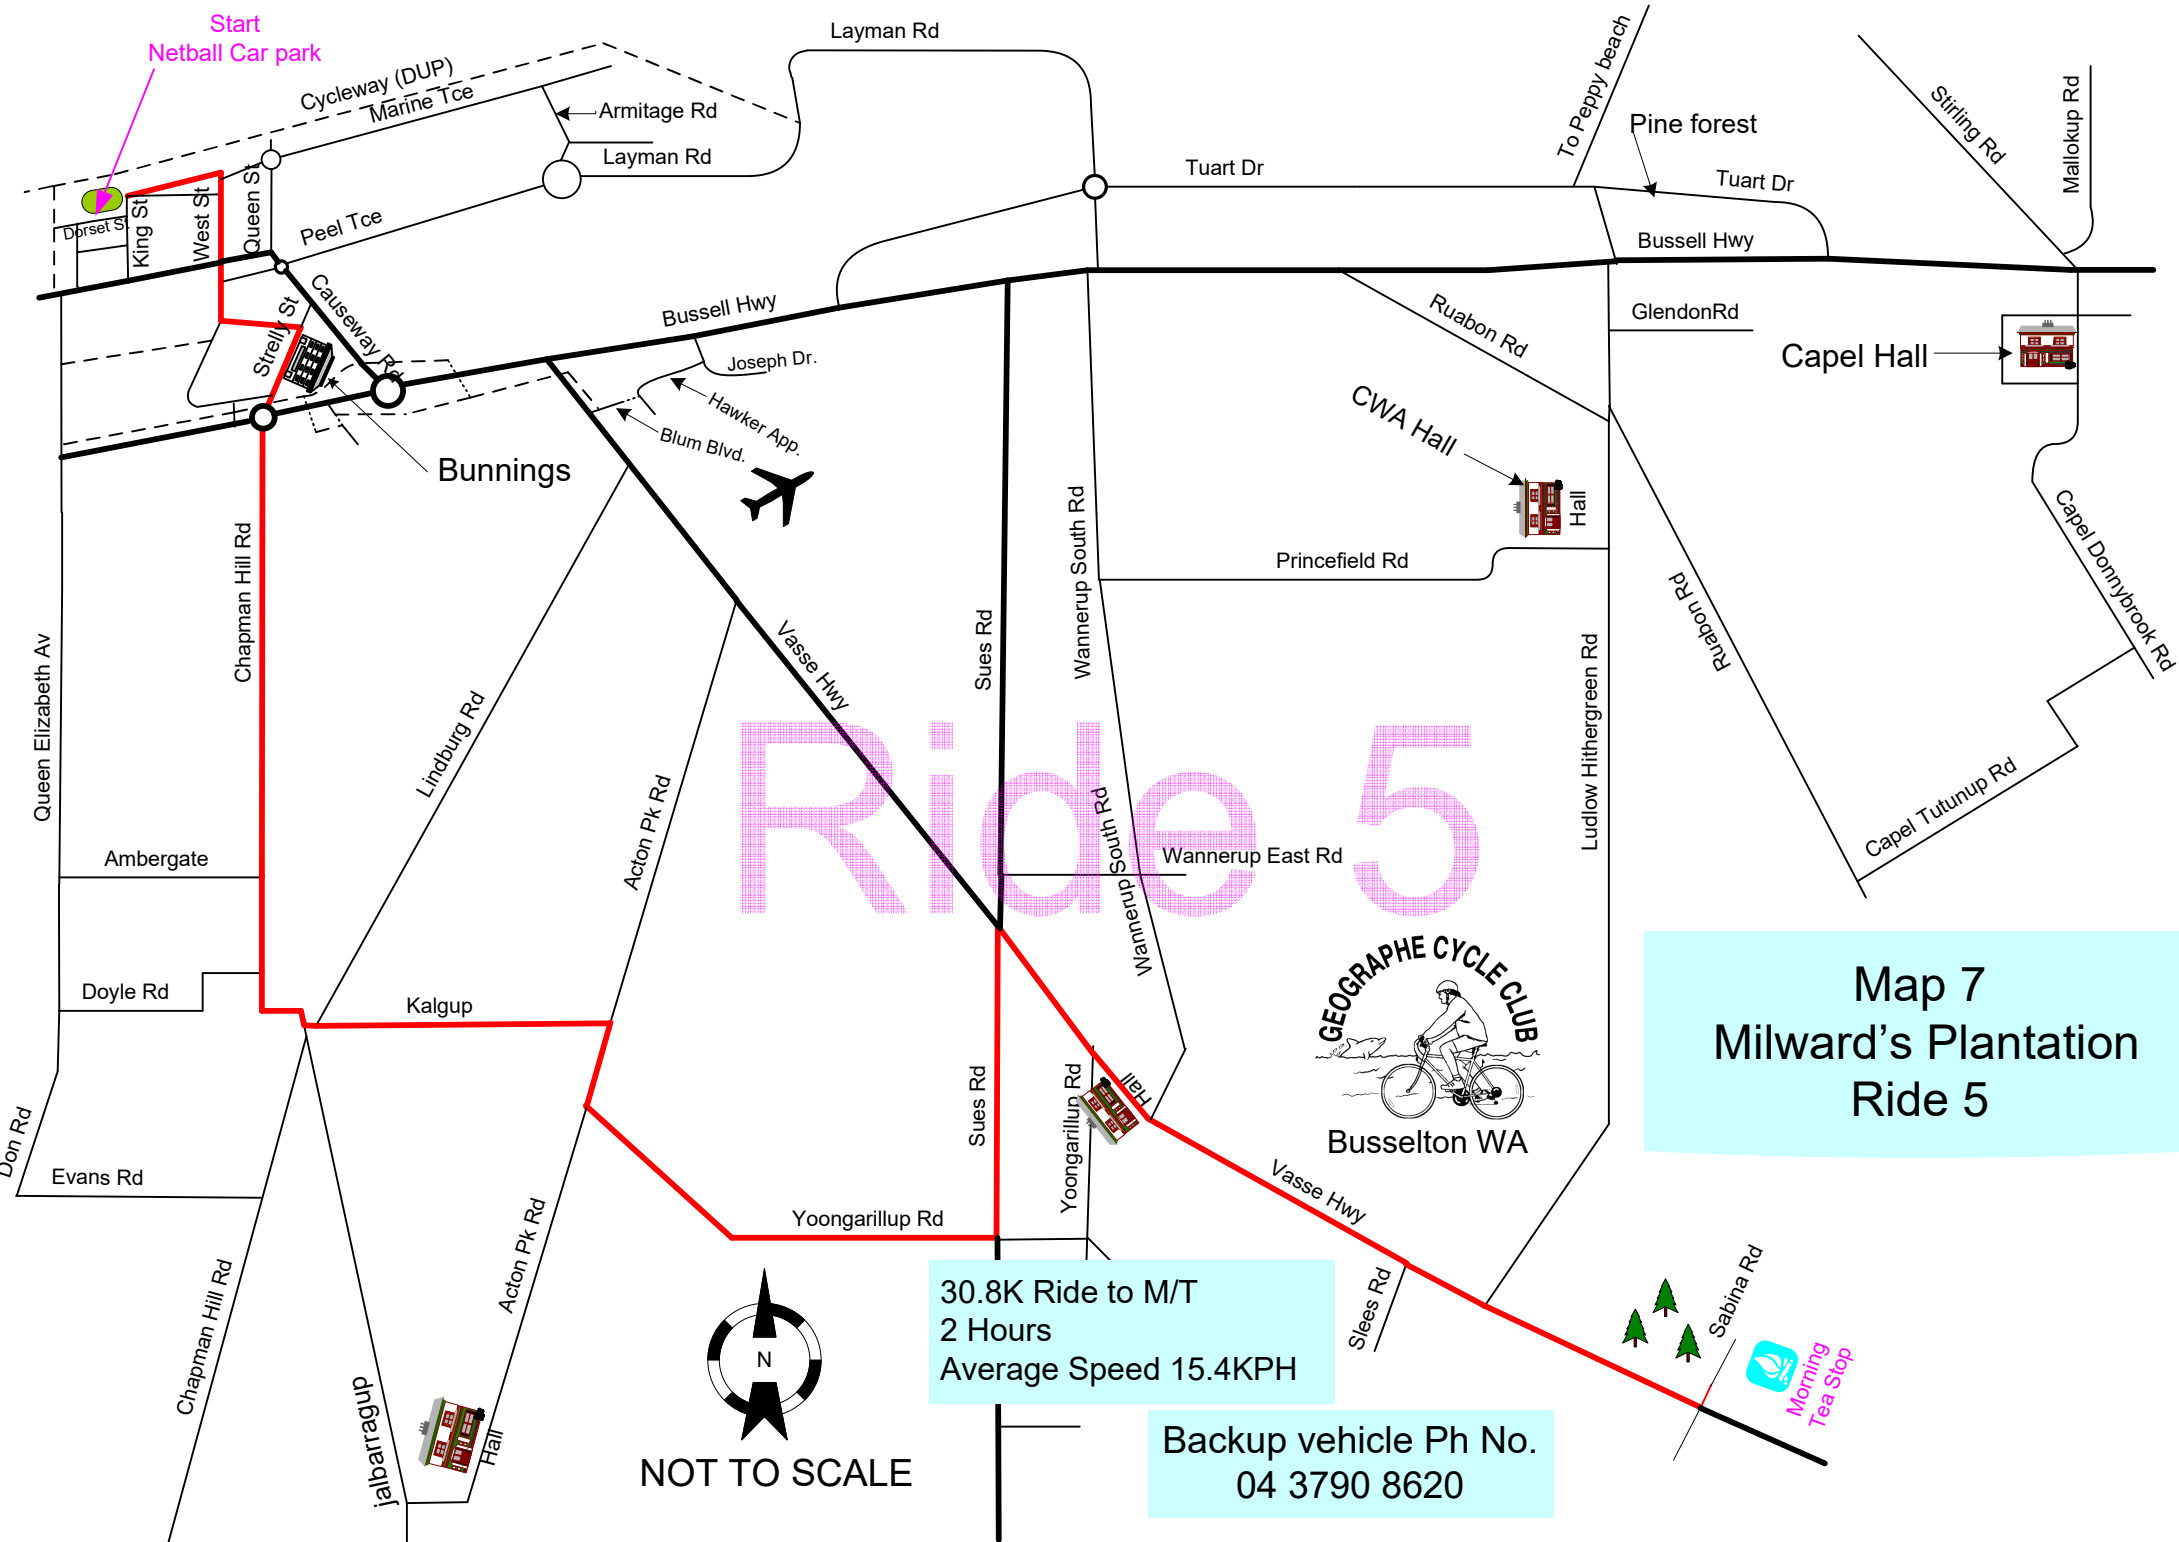 Start
Netball Car park
Cycleway (DUP)
Marine Tce
Armitage Rd
Layman Rd
Layman Rd
To Peppy beach
Pine forest
Stirling Rd
Mallokup Rd
Tuart Dr
Tuart Dr
Dorset St
King St
West St
Queen St
Peel Tce
Bussell Hwy
Causeway Rd
Strelly St
Bussell Hwy
Joseph Dr.
Hawker App.
Blum Blvd.
Bunnings
Ruabon Rd
GlendonRd
Capel Hall
CWA Hall
Hall
Princefield Rd
Capel Donnybrook Rd
Chapman Hill Rd
Queen Elizabeth Av
Lindburg Rd
Acton Pk Rd
Vasse Hwy
Sues Rd
Wannerup South Rd
Ludlow Hithergreen Rd
Ruabon Rd
Capel Tutunup Rd
Ride 5
Wannerup South Rd
Wannerup East Rd
Wannerup South Rd
Ambergate
Doyle Rd
Kalgup
GEOGRAPHE CYCLE CLUB
Busselton WA
Map 7
Milward's Plantation
Ride 5
Don Rd
Evans Rd
Sues Rd
Yoongarillup Rd
Hall
Vasse Hwy
Yoongarillup Rd
Acton Pk Rd
Chapman Hill Rd
jalbarragup
Hall
N
NOT TO SCALE
30.8K Ride to M/T
2 Hours
Average Speed 15.4KPH
Slees Rd
Sabina Rd
Morning
Tea Stop
Backup vehicle Ph No.
04 3790 8620